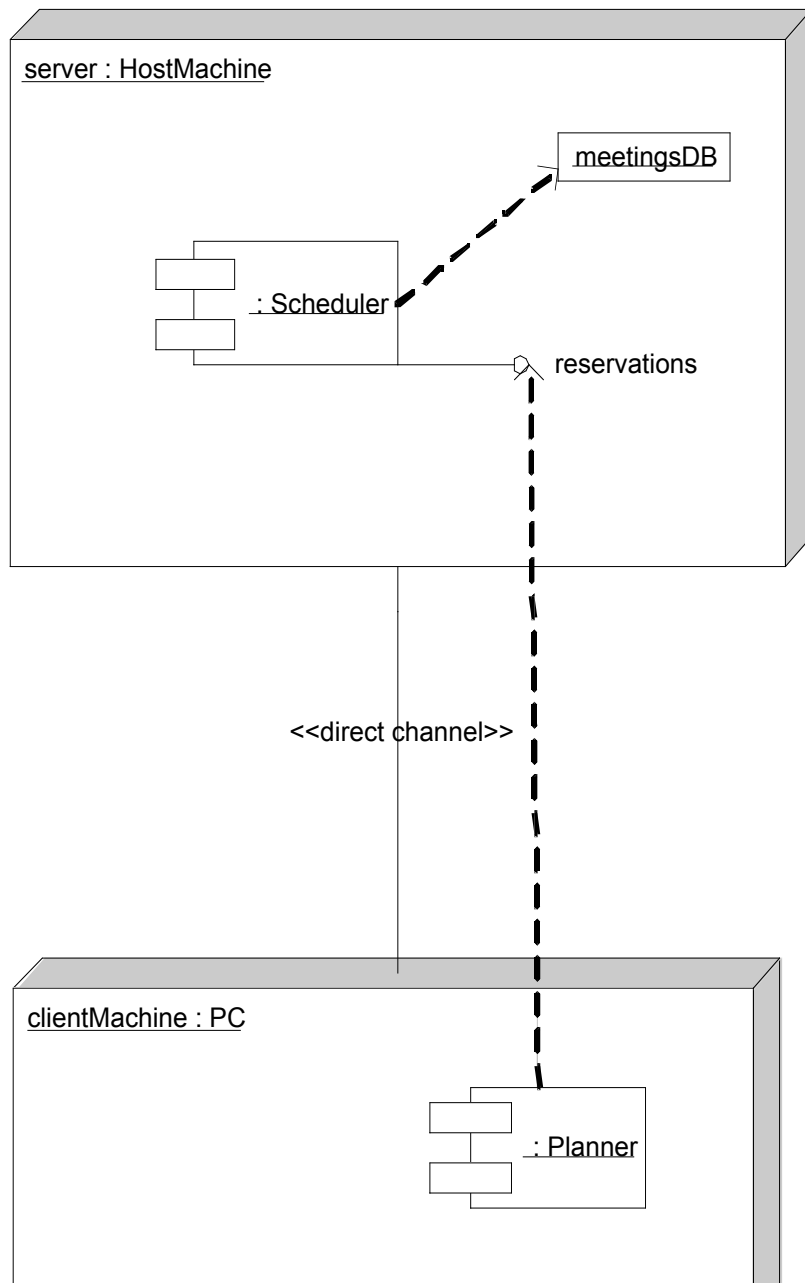 server : HostMachine
meetingsDB
: Scheduler
reservations
<<direct channel>>
clientMachine : PC
: Planner